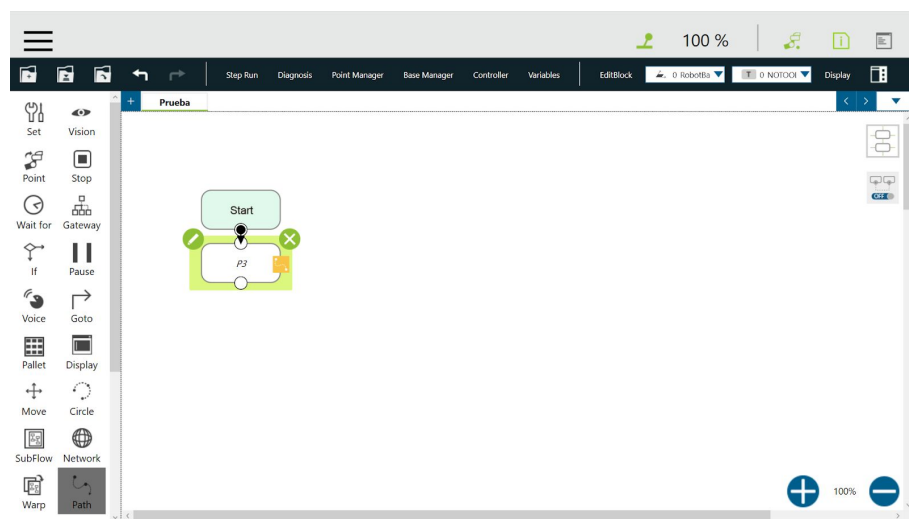 100 %
Step Run Diagnosis Point Manager Base Manager Controller Variables EditBlock 0 RobotBa T 0 NOTOOL Display
+ Prueba
Set Vision
Point Stop
Start
OFF
Wait for Gateway
P3
If Pause
Voice Goto
Pallet Display
Move Circle
SubFlow Network
Warp Path
100%